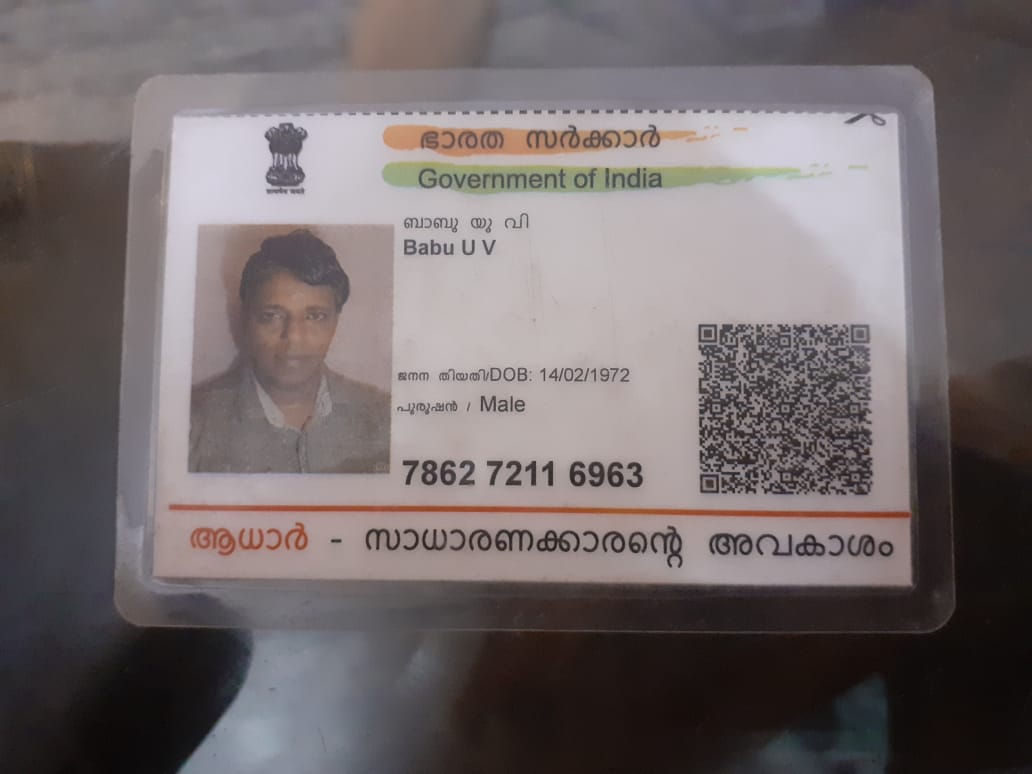 ഭാരത സർക്കാർ
Government of India
ബാബു യു വി
Babu U V
ജനന തിയതി/DOB: 14/02/1972
പുരുഷൻ / Male
7862 7211 6963
ആധാർ - സാധാരണക്കാരന്റെ അവകാശം